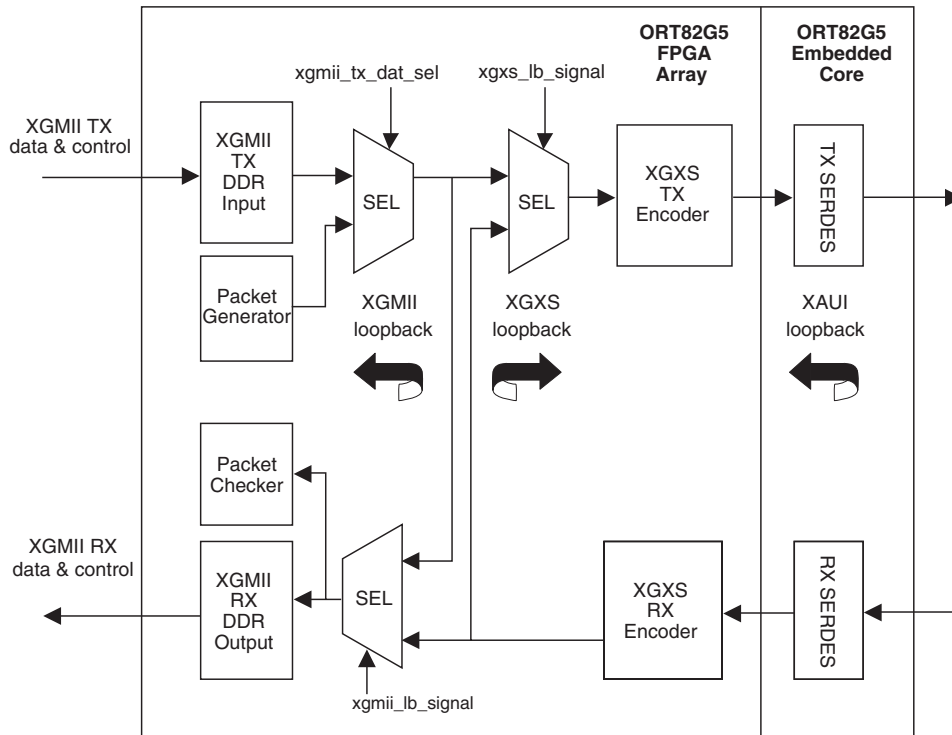 ORT82G5
FPGA
Array
ORT82G5
Embedded
Core
xgmii_tx_dat_sel
xgxs_lb_signal
XGMII TX
data & control
XGMII
TX
DDR
Input
SEL
SEL
XGXS
TX
Encoder
TX SERDES
Packet
Generator
XGMII
loopback
XGXS
loopback
XAUI
loopback
Packet
Checker
XGMII RX
data & control
XGMII
RX
DDR
Output
SEL
XGXS
RX
Encoder
RX SERDES
xgmii_lb_signal